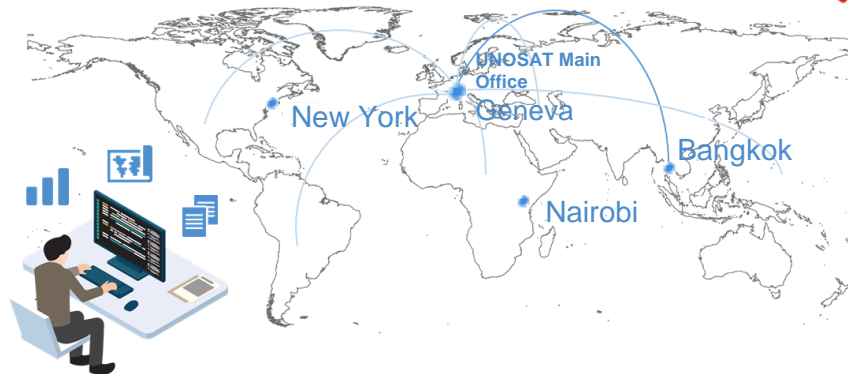 UNOSAT Main
Office
Geneva
New York
Bangkok
Nairobi